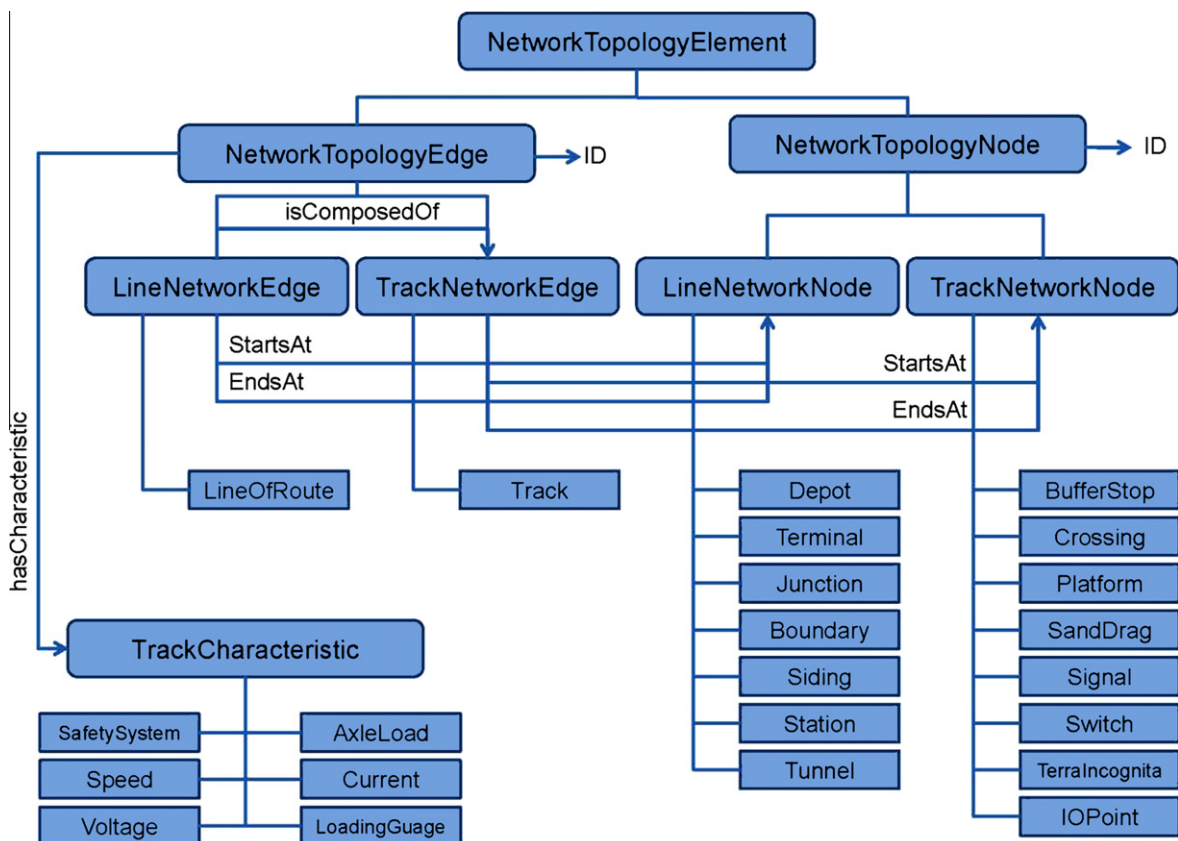 NetworkTopologyElement
NetworkTopologyEdge
ID
NetworkTopologyNode
ID
isComposedOf
LineNetworkEdge
TrackNetworkEdge
LineNetworkNode
TrackNetworkNode
StartsAt
EndsAt
StartsAt
EndsAt
hasCharacteristic
LineOfRoute
Track
Depot
Terminal
Junction
Boundary
Siding
Station
Tunnel
BufferStop
Crossing
Platform
SandDrag
Signal
Switch
TerraIncognita
IOPoint
TrackCharacteristic
SafetySystem
AxleLoad
Speed
Current
Voltage
LoadingGuage